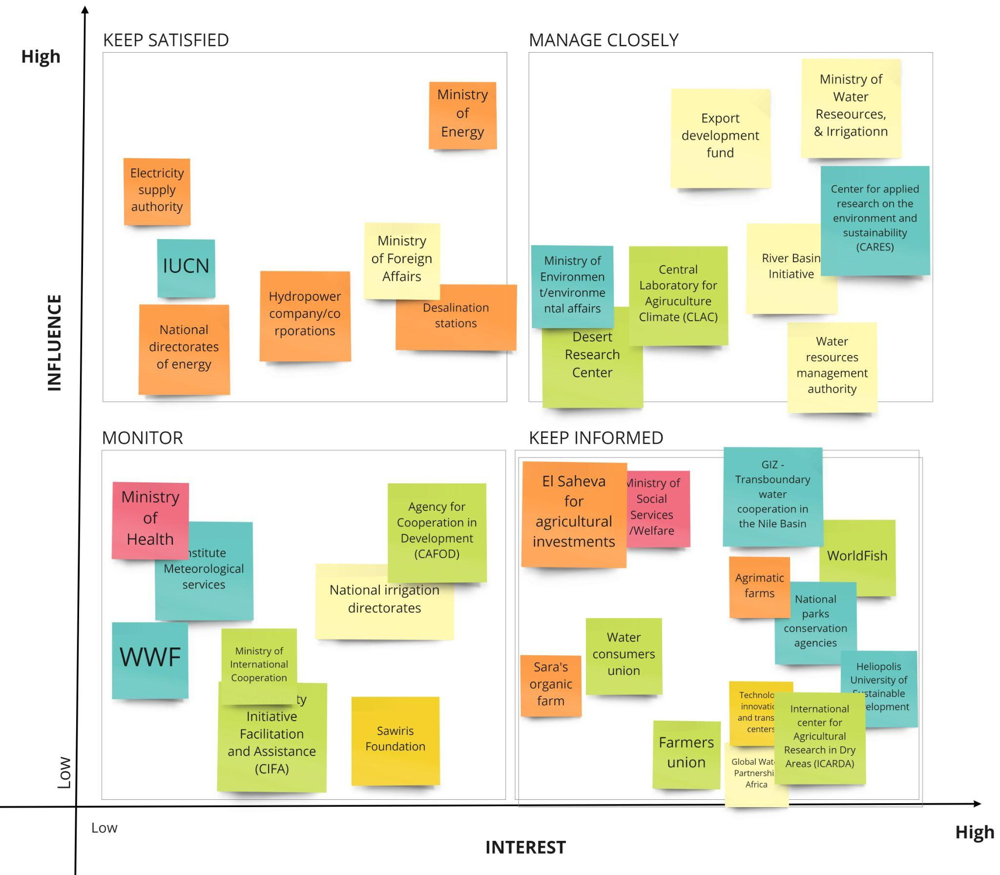 KEEP SATISFIED
MANAGE CLOSELY
High
INFLUENCE
Ministry
of
Energy
Electricity
supply
authority
IUCN
National
directorates
of energy
Hydropower
company/co
rporations
Ministry
of Foreign
Affairs
Desalination
stations
Export
development
fund
Ministry of
Water
Reseources,
& Irrigationn
Center for applied
research on the
environment and
sustainability
(CARES)
River Basin
Initiative
Ministry of
Environmen
t/environme
ntal affairs
Central
Laboratory for
Agiruculture
Climate (CLAC)
Desert
Research
Center
Water
resources
management
authority
MONITOR
KEEP INFORMED
Ministry
of
Health
Meteorological
services
WWF
Agency for
Cooperation in
Development
(CAFOD)
National irrigation
directorates
Ministry of
International
Cooperation
Initiative
Facilitation
and Assistance
(CIFA)
Sawiris
Foundation
El Saheva
for
agricultural
investments
Ministry of
Social
Services
/Welfare
GIZ -
Transboundary
water
cooperation in
the Nile Basin
WorldFish
Agrimatic
farms
National
parks
conservation
agencies
Water
consumers
union
Sara's
organic
farm
Heliopolis
University of
Farmers
union
and
centers
International
center for
Agricultural
Research in Dry
Areas (ICARDA)
Global
Africa
Low
Low
INTEREST
High